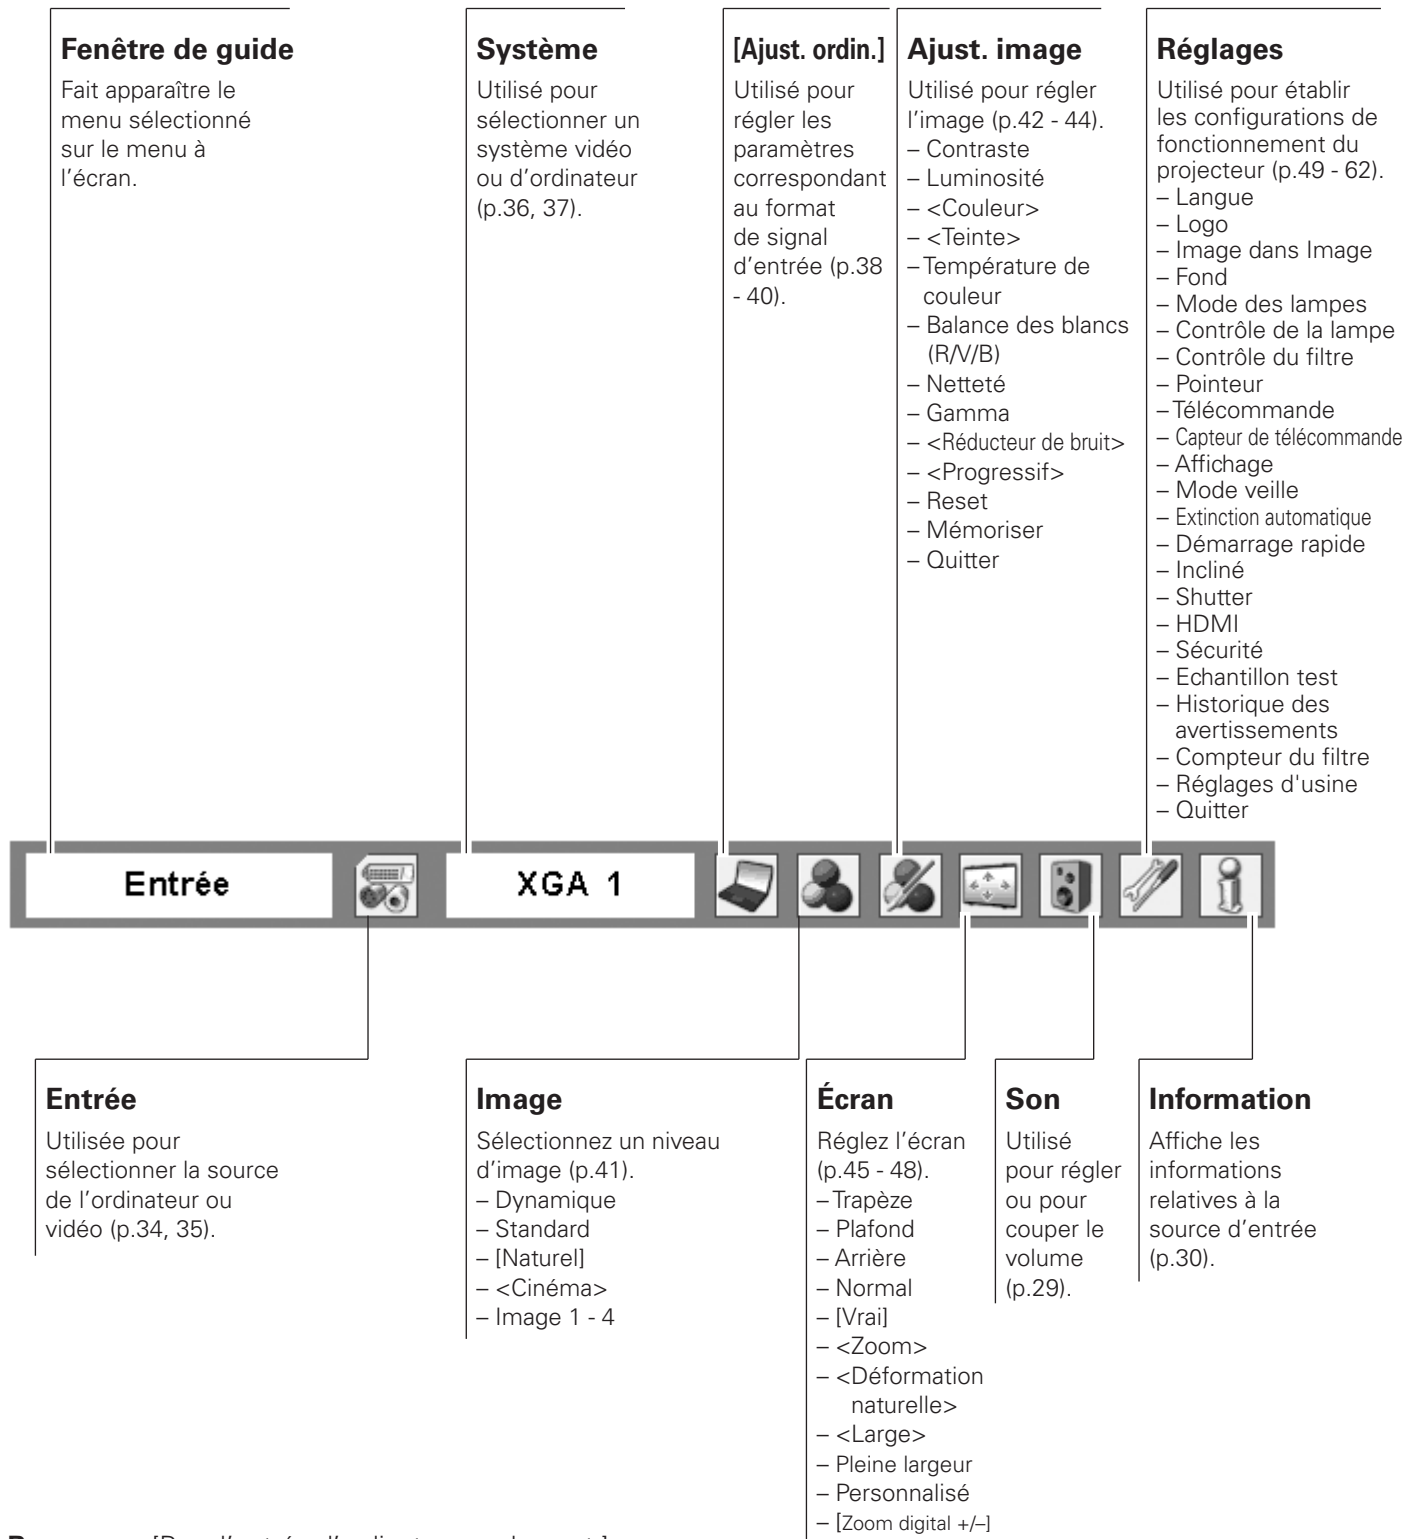 Fenêtre de guide
Fait apparaître le
menu sélectionné
sur le menu à
l'écran.
Système
Utilisé pour
sélectionner un
système vidéo
ou d'ordinateur
(p.36, 37).
[Ajust. ordin.]
Utilisé pour
régler les
paramètres
correspondant
au format
de signal
d'entrée (p.38
- 40).
Ajust. image
Utilisé pour régler
l'image (p.42 - 44).
– Contraste
– Luminosité
– <Couleur>
– <Teinte>
– Température de
couleur
– Balance des blancs
(R/V/B)
– Netteté
– Gamma
– <Réducteur de bruit>
– <Progressif>
– Reset
– Mémoriser
– Quitter
Réglages
Utilisé pour établir
les configurations de
fonctionnement du
projecteur (p.49 - 62).
– Langue
– Logo
– Image dans Image
– Fond
– Mode des lampes
– Contrôle de la lampe
– Contrôle du filtre
– Pointeur
– Télécommande
– Capteur de télécommande
– Affichage
– Mode veille
– Extinction automatique
– Démarrage rapide
– Incliné
– Shutter
– HDMI
– Sécurité
– Echantillon test
– Historique des
avertissements
– Compteur du filtre
– Réglages d'usine
– Quitter
Entrée
XGA 1
Entrée
Utilisée pour
sélectionner la source
de l'ordinateur ou
vidéo (p.34, 35).
Image
Sélectionnez un niveau
d'image (p.41).
– Dynamique
– Standard
– [Naturel]
– <Cinéma>
– Image 1 - 4
Écran
Réglez l'écran
(p.45 - 48).
– Trapèze
– Plafond
– Arrière
– Normal
– [Vrai]
– <Zoom>
– <Déformation
naturelle>
– <Large>
– Pleine largeur
– Personnalisé
– [Zoom digital +/–]
Son
Utilisé
pour régler
ou pour
couper le
volume
(p.29).
Information
Affiche les
informations
relatives à la
source d'entrée
(p.30).